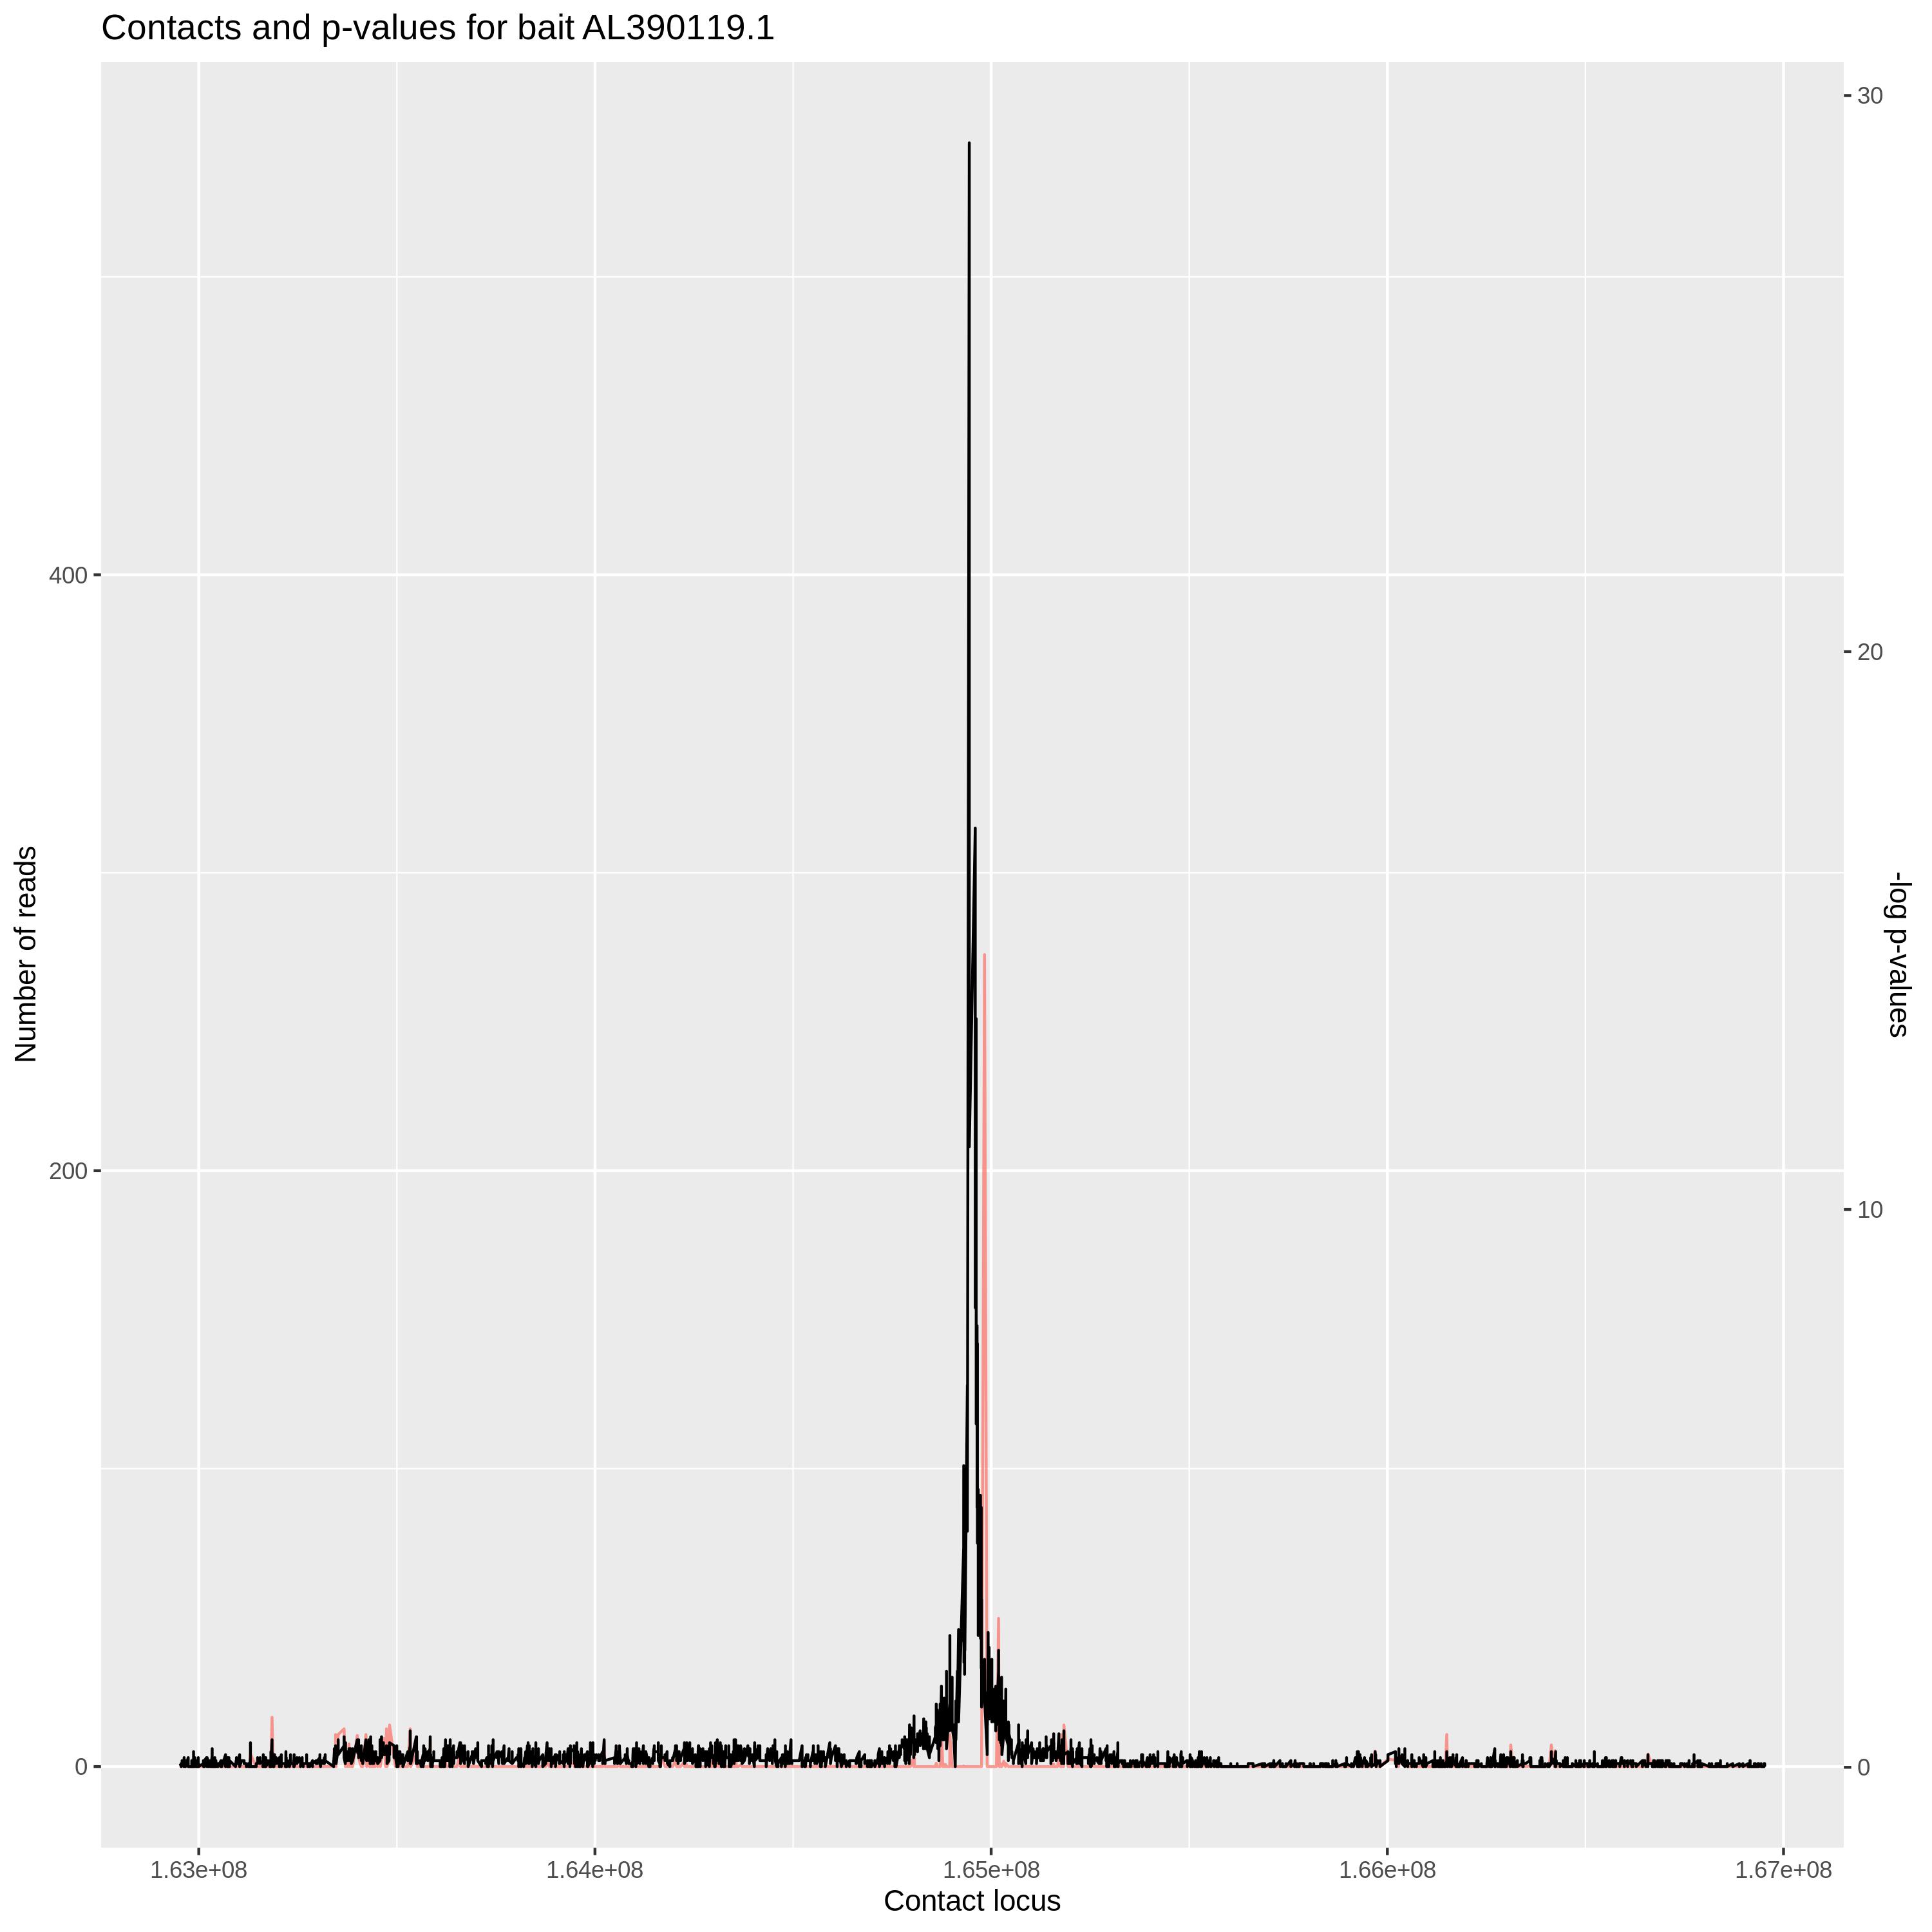 Contacts and p-values for bait AL390119.1
30
400
20
Number of reads
-log p-values
200
10
0
0
1.63e+08
1.64e+08
1.65e+08
1.66e+08
1.67e+08
Contact locus